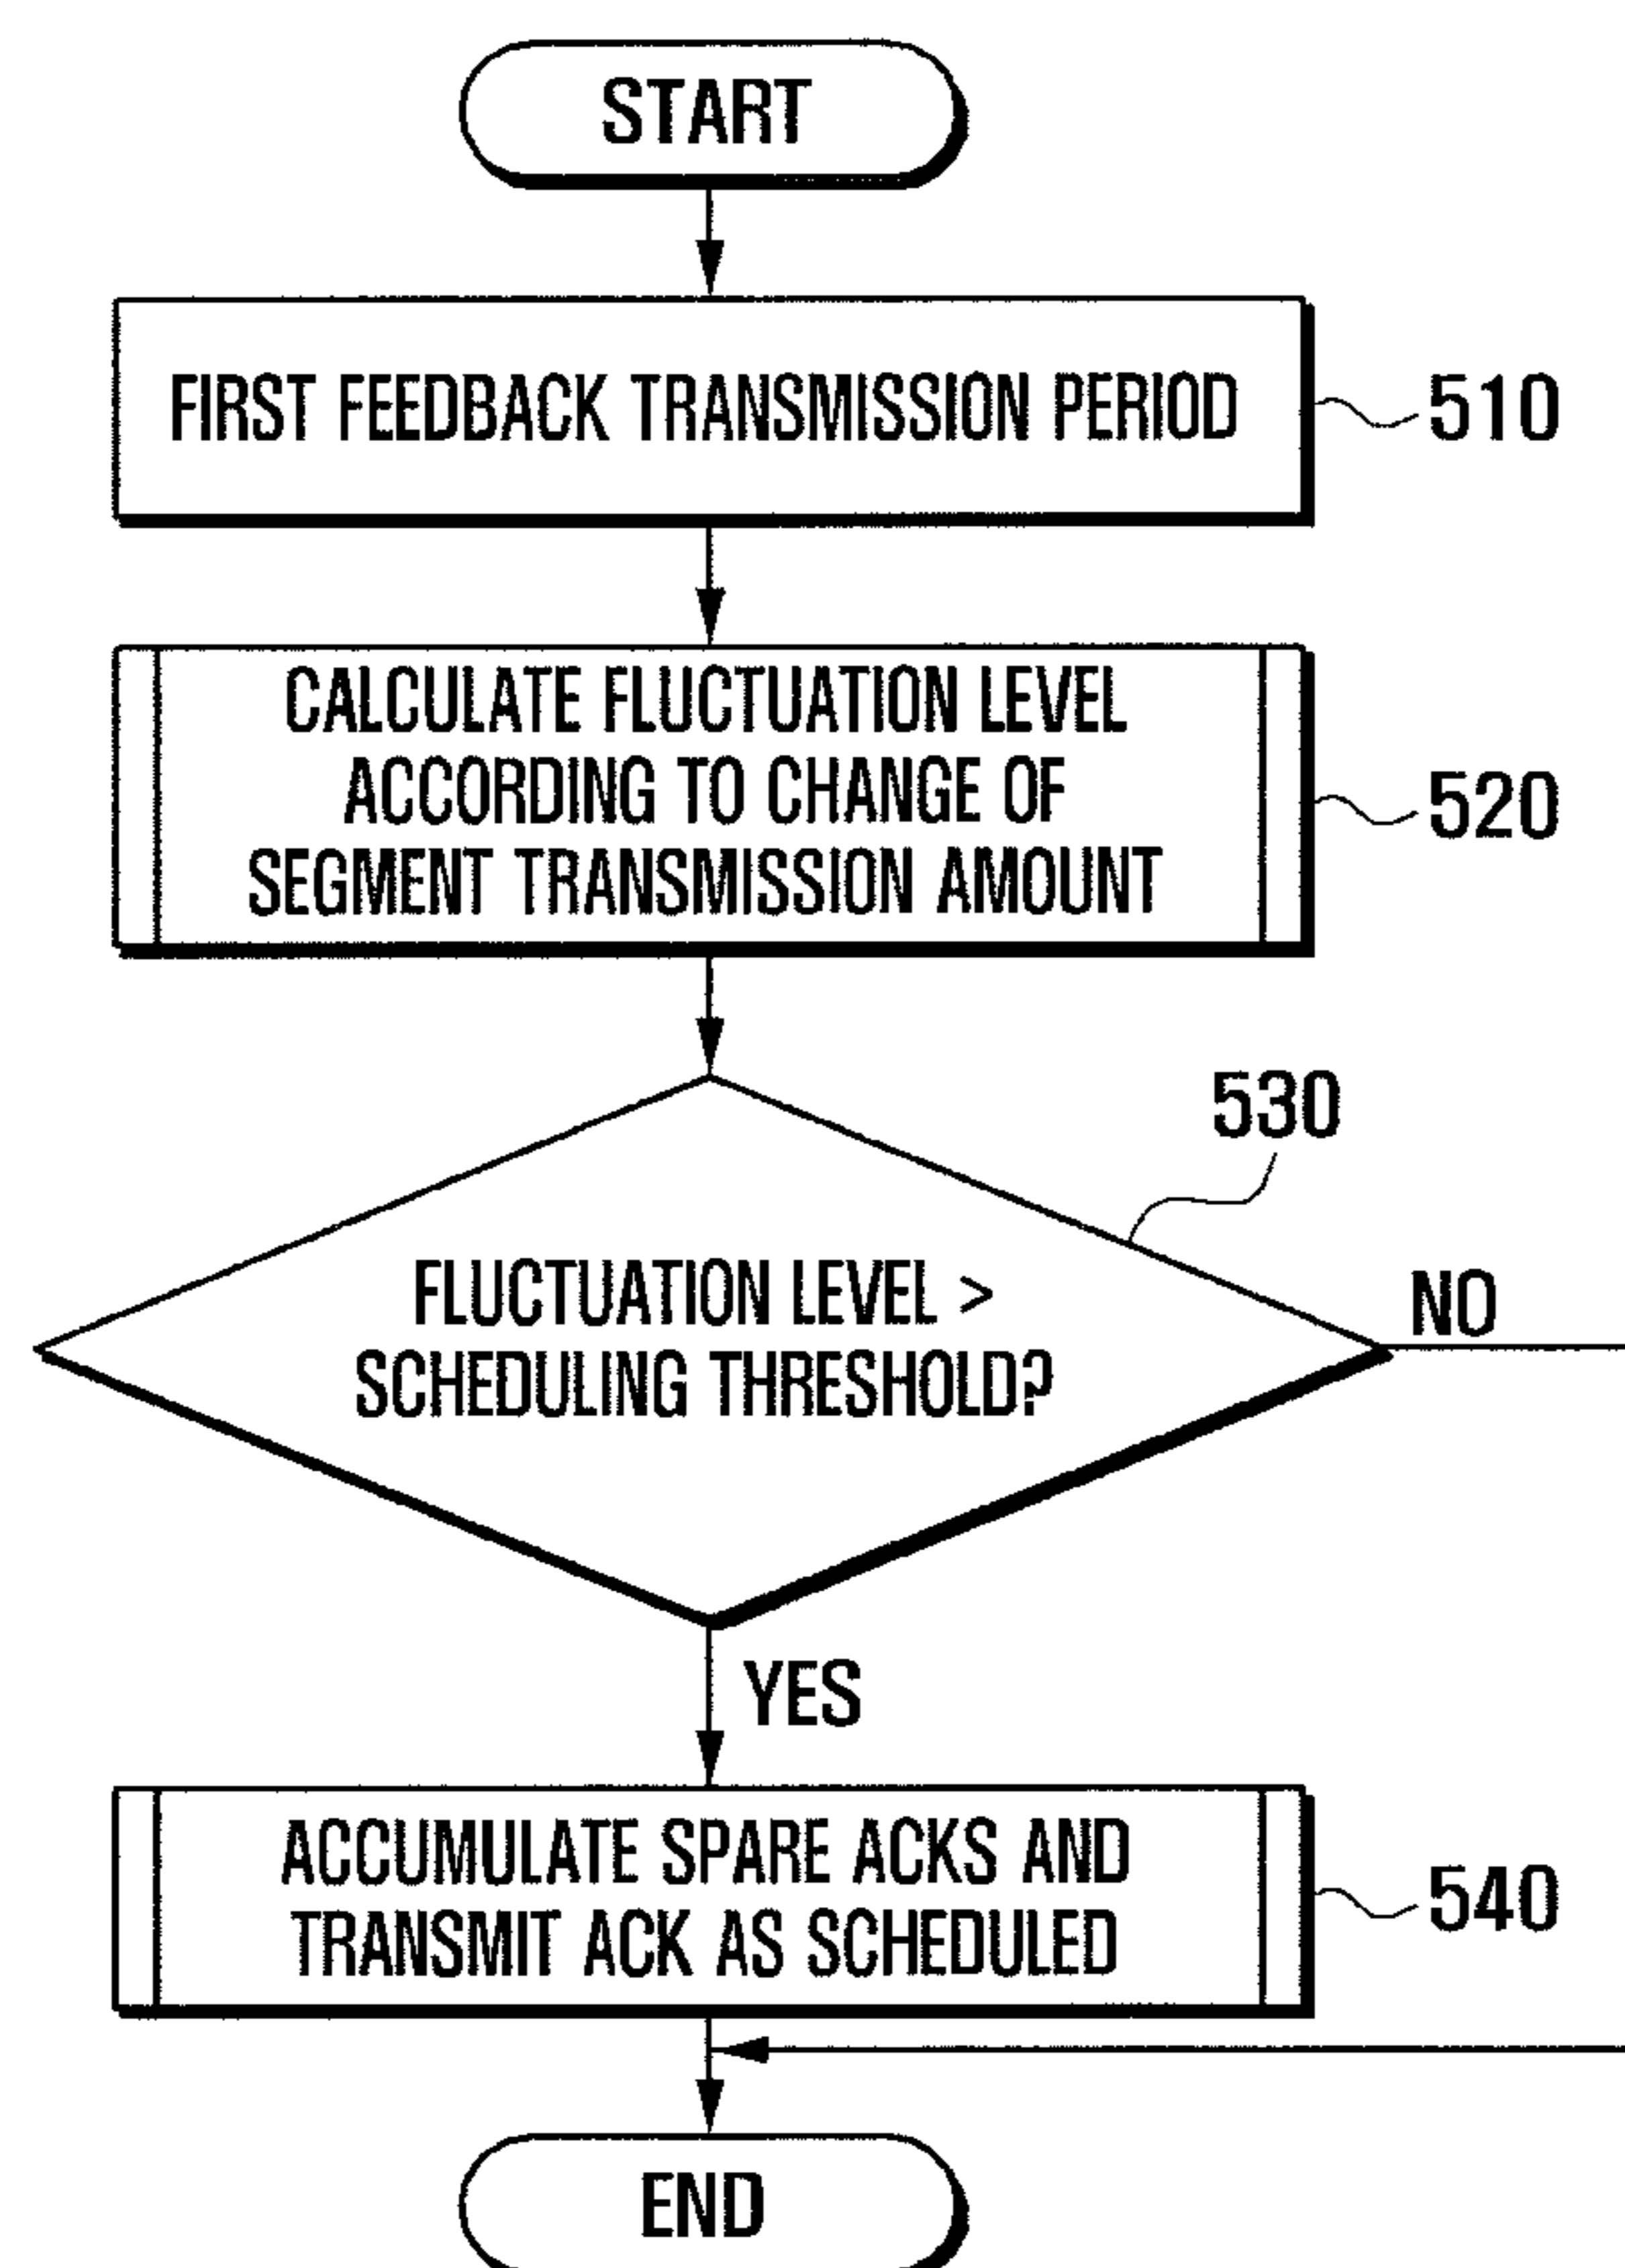 START
FIRST FEEDBACK TRANSMISSION PERIOD
510
CALCULATE FLUCTUATION LEVEL
ACCORDING TO CHANGE OF
SEGMENT TRANSMISSION AMOUNT
520
530
FLUCTUATION LEVEL >
SCHEDULING THRESHOLD?
NO
YES
ACCUMULATE SPARE ACKS AND
TRANSMIT ACK AS SCHEDULED
540
END